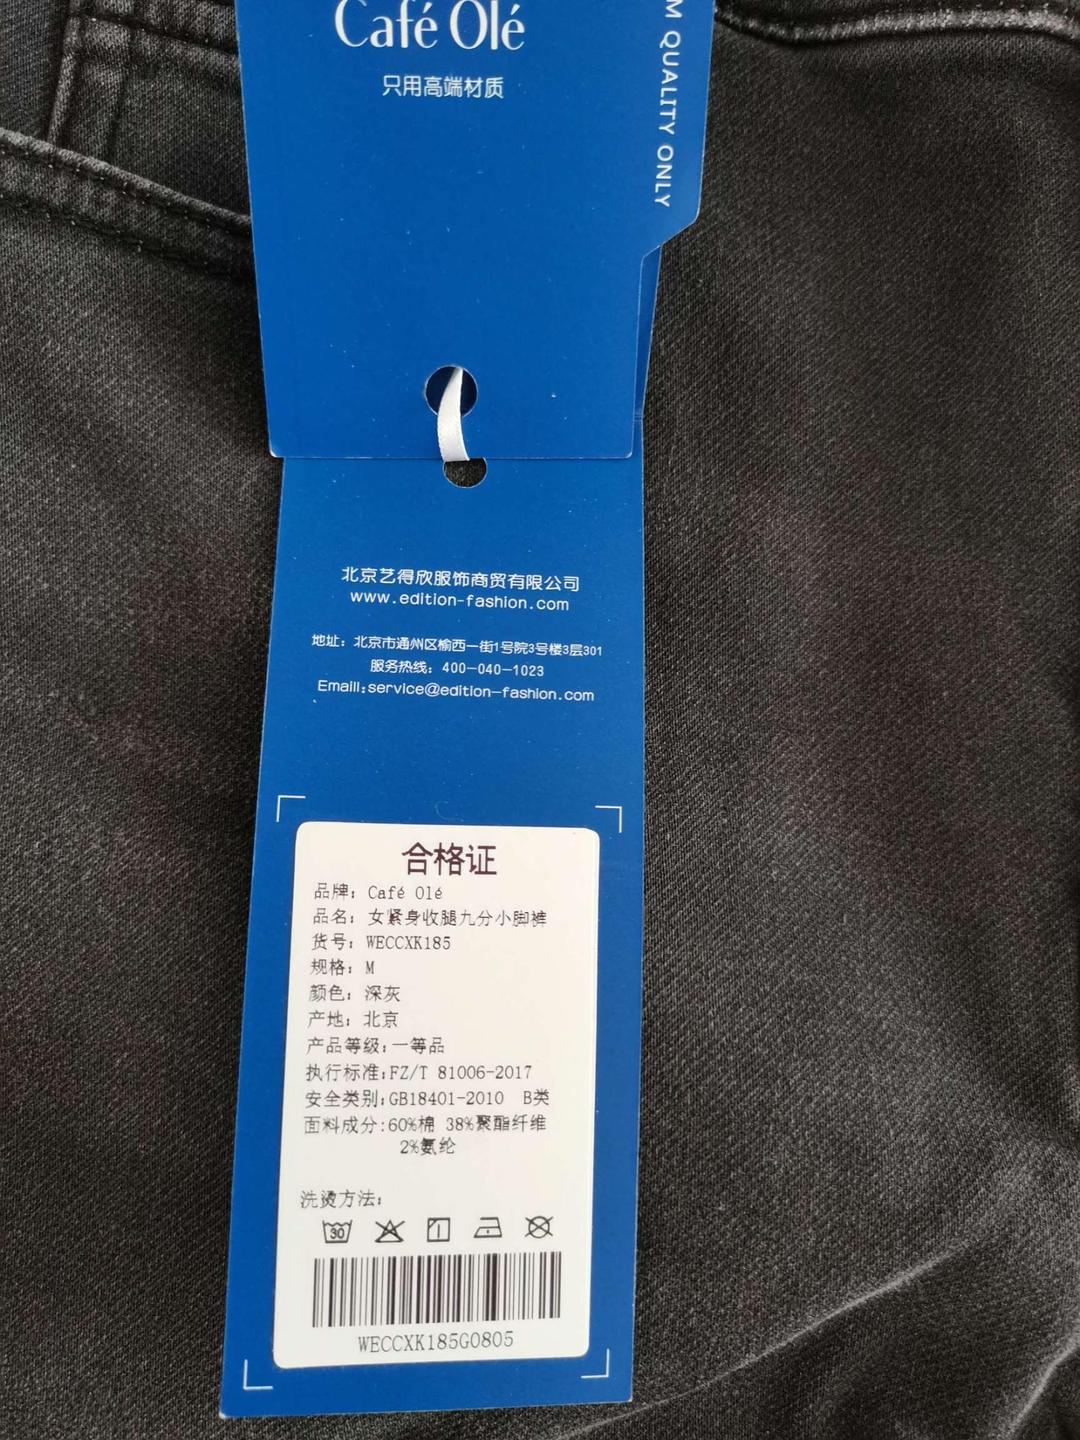 Café Olé
只用高端材质
M QUALITY ONLY
北京艺得欣服饰商贸有限公司
www.edition-fashion.com
地址：北京市通州区榆西一街1号院3号楼3层301
服务热线：400-040-1023
Emaill:service@edition-fashion.com
合格证
品牌：Café Olé
品名：女紧身收腿九分小脚裤
货号：WECCXK185
规格：M
颜色：深灰
产地：北京
产品等级：一等品
执行标准:FZ/T 81006-2017
安全类别:GB18401-2010 B类
面料成分:60%棉 38%聚酯纤维
2%氨纶
洗烫方法：
30
WECCXK185G0805